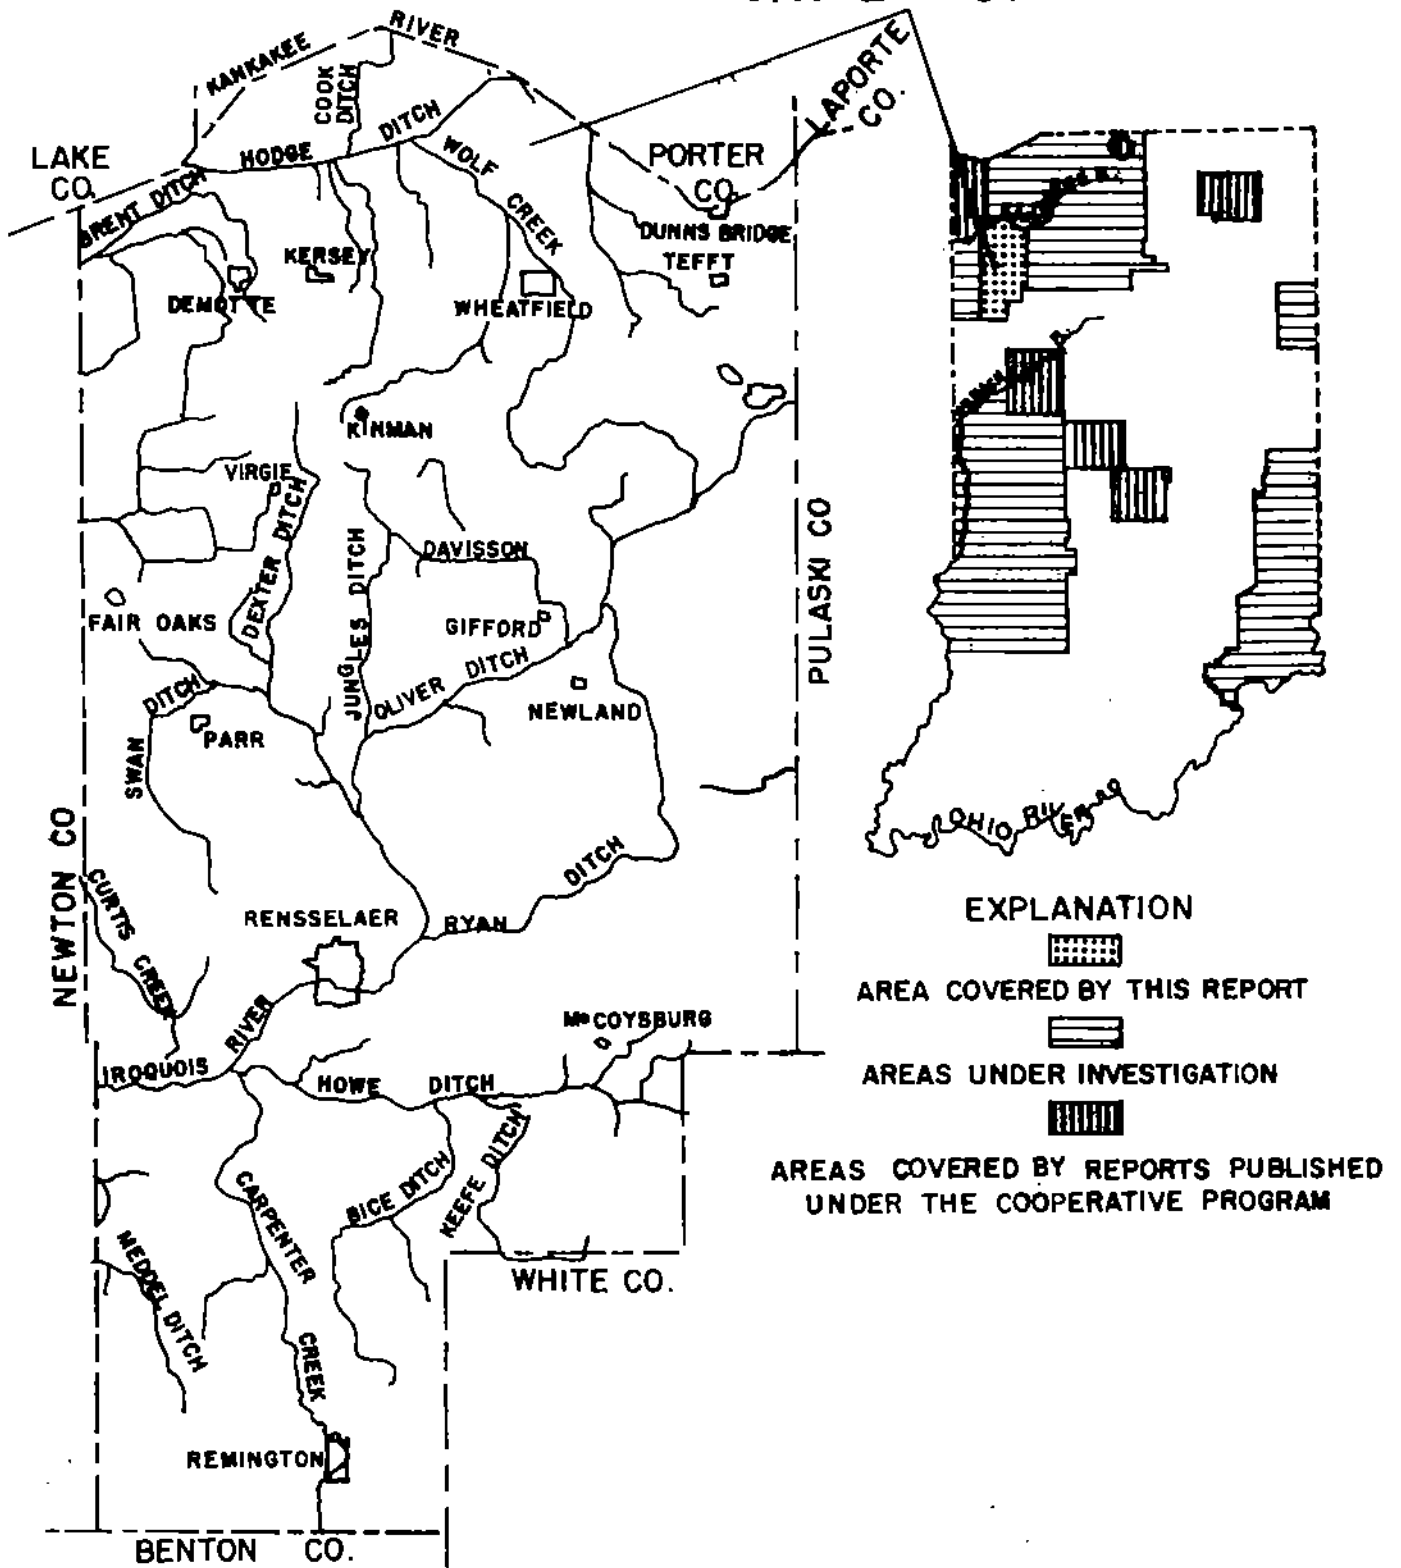 KANKAKEE RIVER
COOK DITCH
LAPORTE CO.
HODGE DITCH
WOLF CREEK
LAKE CO.
PORTER CO.
BRENT DITCH
DUNNS BRIDGE
KERSEY
TEFFT
DEMOTTE
WHEATFIELD
KINMAN
VIRGIE
DEXTER DITCH
JUNGLES DITCH
DAVISSON
PULASKI CO
FAIR OAKS
GIFFORD
OLIVER DITCH
SWAN DITCH
PARR
NEWLAND
OHIO RIVER
NEWTON CO
CURTIS CREEK
RENSSELAER
RYAN DITCH
IROQUOIS RIVER
McCOYSBURG
HOWE DITCH
CARPENTER CREEK
BICE DITCH
KEEFE DITCH
MEDDEL DITCH
WHITE CO.
REMINGTON
BENTON CO.
EXPLANATION
AREA COVERED BY THIS REPORT
AREAS UNDER INVESTIGATION
AREAS COVERED BY REPORTS PUBLISHED
UNDER THE COOPERATIVE PROGRAM